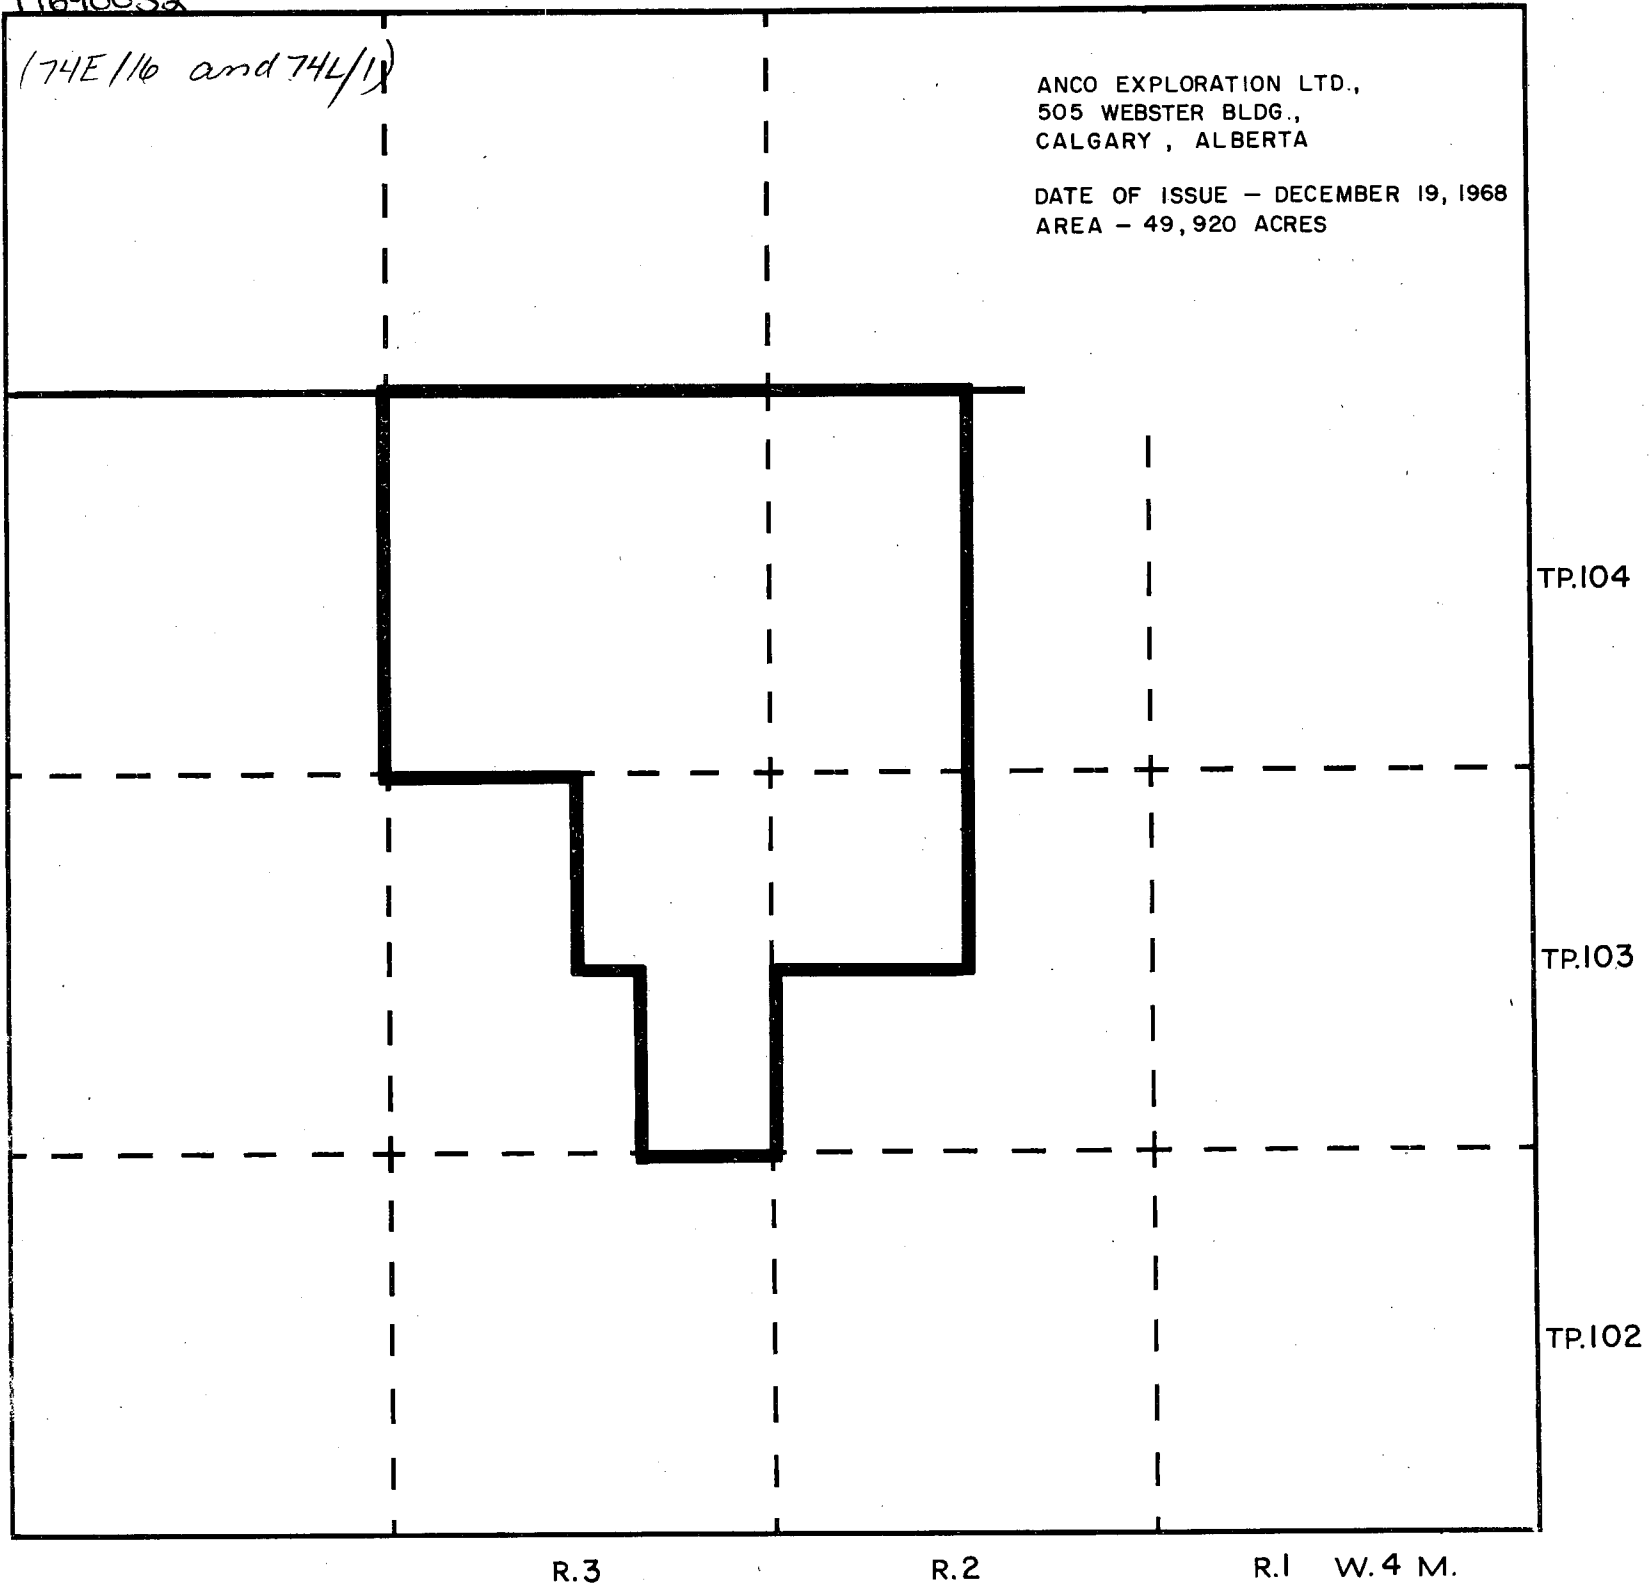 (74E/16 and 74L/1)
ANCO EXPLORATION LTD.,
505 WEBSTER BLDG.,
CALGARY , ALBERTA
DATE OF ISSUE – DECEMBER 19, 1968
AREA – 49,920 ACRES
TP.104
TP.103
TP.102
R.3 R.2 R.1 W.4 M.